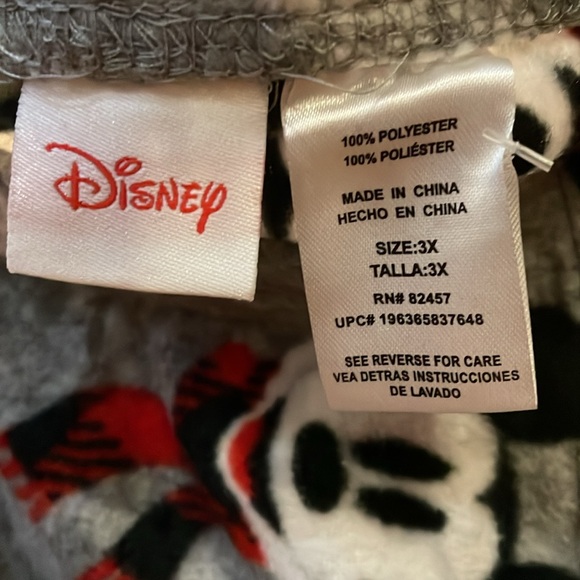 Disney
100% POLYESTER
100% POLIÉSTER
MADE IN CHINA
HECHO EN CHINA
SIZE:3X
TALLA:3X
RN# 82457
UPC# 196365837648
SEE REVERSE FOR CARE
VEA DETRAS INSTRUCCIONES
DE LAVADO